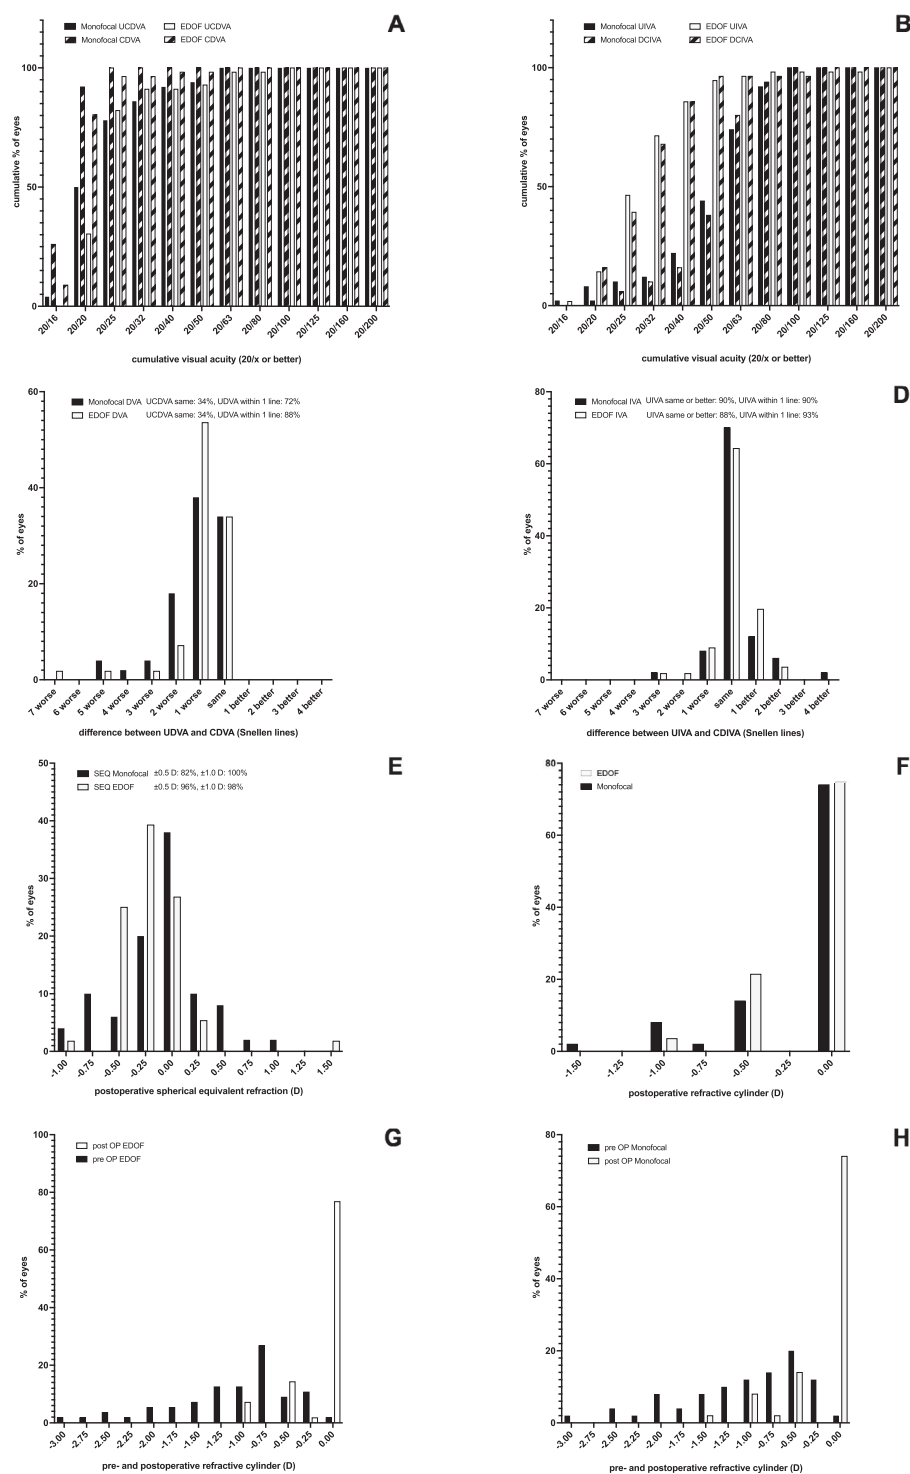 A
Monofocal UCDVA EDOF UCDVA
Monofocal CDVA EDOF CDVA
cumulative % of eyes
100
50
0
20/16 20/20 20/25 20/32 20/40 20/50 20/63 20/80 20/100 20/125 20/160 20/200
cumulative visual acuity (20/x or better)
B
Monofocal UIVA EDOF UIVA
Monofocal DCIVA EDOF DCIVA
cumulative % of eyes
100
50
0
20/16 20/20 20/25 20/32 20/40 20/50 20/63 20/80 20/100 20/125 20/160 20/200
cumulative visual acuity (20/x or better)
Monofocal DVA UCDVA same: 34%, UDVA within 1 line: 72%
EDOF DVA UCDVA same: 34%, UDVA within 1 line: 88%
% of eyes
60
40
20
0
7 worse 6 worse 5 worse 4 worse 3 worse 2 worse 1 worse same 1 better 2 better 3 better 4 better
difference between UDVA and CDVA (Snellen lines)
D
Monofocal IVA UIVA same or better: 90%, UIVA within 1 line: 90%
EDOF IVA UIVA same or better: 88%, UIVA within 1 line: 93%
% of eyes
80
60
40
20
0
7 worse 6 worse 5 worse 4 worse 3 worse 2 worse 1 worse same 1 better 2 better 3 better 4 better
difference between UIVA and CDIVA (Snellen lines)
E
SEQ Monofocal ±0.5 D: 82%, ±1.0 D: 100%
SEQ EDOF ±0.5 D: 96%, ±1.0 D: 98%
% of eyes
50
40
30
20
10
0
-1.00 -0.75 -0.50 -0.25 0.00 0.25 0.50 0.75 1.00 1.25 1.50
postoperative spherical equivalent refraction (D)
F
EDOF
Monofocal
% of eyes
80
60
40
20
0
-1.50 -1.25 -1.00 -0.75 -0.50 -0.25 0.00
postoperative refractive cylinder (D)
G
post OP EDOF
pre OP EDOF
% of eyes
100
80
60
40
20
0
-3.00 -2.75 -2.50 -2.25 -2.00 -1.75 -1.50 -1.25 -1.00 -0.75 -0.50 -0.25 0.00
pre- and postoperative refractive cylinder (D)
H
pre OP Monofocal
post OP Monofocal
% of eyes
80
60
40
20
0
-3.00 -2.75 -2.50 -2.25 -2.00 -1.75 -1.50 -1.25 -1.00 -0.75 -0.50 -0.25 0.00
pre- and postoperative refractive cylinder (D)